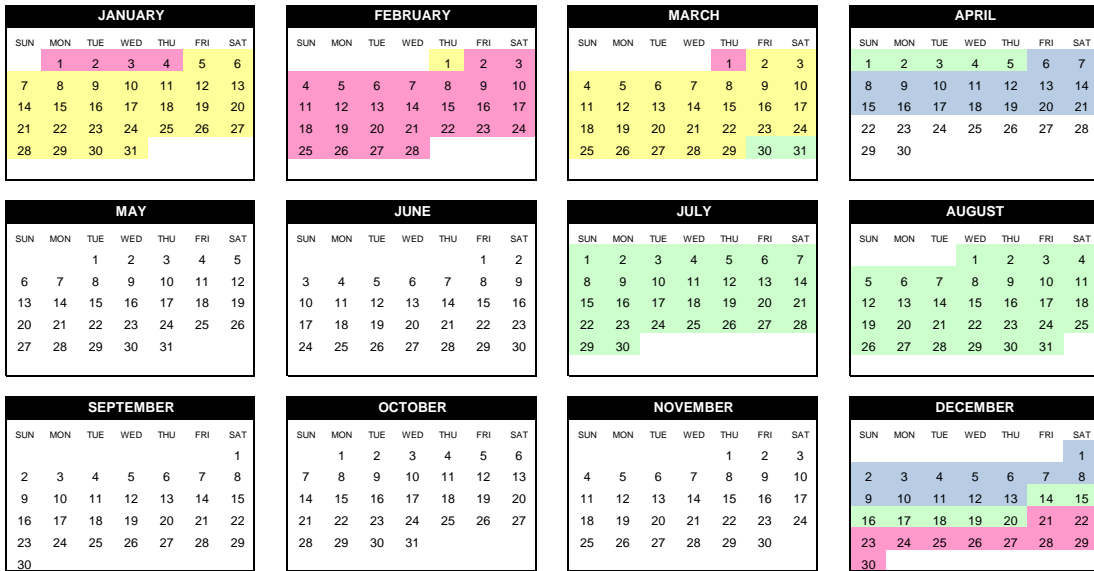 JANUARY
SUN MON TUE WED THU FRI SAT
1 2 3 4 5 6
7 8 9 10 11 12 13
14 15 16 17 18 19 20
21 22 23 24 25 26 27
28 29 30 31
FEBRUARY
SUN MON TUE WED THU FRI SAT
1 2 3
4 5 6 7 8 9 10
11 12 13 14 15 16 17
18 19 20 21 22 23 24
25 26 27 28
MARCH
SUN MON TUE WED THU FRI SAT
1 2 3
4 5 6 7 8 9 10
11 12 13 14 15 16 17
18 19 20 21 22 23 24
25 26 27 28 29 30 31
APRIL
SUN MON TUE WED THU FRI SAT
1 2 3 4 5 6 7
8 9 10 11 12 13 14
15 16 17 18 19 20 21
22 23 24 25 26 27 28
29 30
MAY
SUN MON TUE WED THU FRI SAT
1 2 3 4 5
6 7 8 9 10 11 12
13 14 15 16 17 18 19
20 21 22 23 24 25 26
27 28 29 30 31
JUNE
SUN MON TUE WED THU FRI SAT
1 2
3 4 5 6 7 8 9
10 11 12 13 14 15 16
17 18 19 20 21 22 23
24 25 26 27 28 29 30
JULY
SUN MON TUE WED THU FRI SAT
1 2 3 4 5 6 7
8 9 10 11 12 13 14
15 16 17 18 19 20 21
22 23 24 25 26 27 28
29 30
AUGUST
SUN MON TUE WED THU FRI SAT
1 2 3 4
5 6 7 8 9 10 11
12 13 14 15 16 17 18
19 20 21 22 23 24 25
26 27 28 29 30 31
SEPTEMBER
SUN MON TUE WED THU FRI SAT
1
2 3 4 5 6 7 8
9 10 11 12 13 14 15
16 17 18 19 20 21 22
23 24 25 26 27 28 29
30
OCTOBER
SUN MON TUE WED THU FRI SAT
1 2 3 4 5 6
7 8 9 10 11 12 13
14 15 16 17 18 19 20
21 22 23 24 25 26 27
28 29 30 31
NOVEMBER
SUN MON TUE WED THU FRI SAT
1 2 3
4 5 6 7 8 9 10
11 12 13 14 15 16 17
18 19 20 21 22 23 24
25 26 27 28 29 30
DECEMBER
SUN MON TUE WED THU FRI SAT
1
2 3 4 5 6 7 8
9 10 11 12 13 14 15
16 17 18 19 20 21 22
23 24 25 26 27 28 29
30